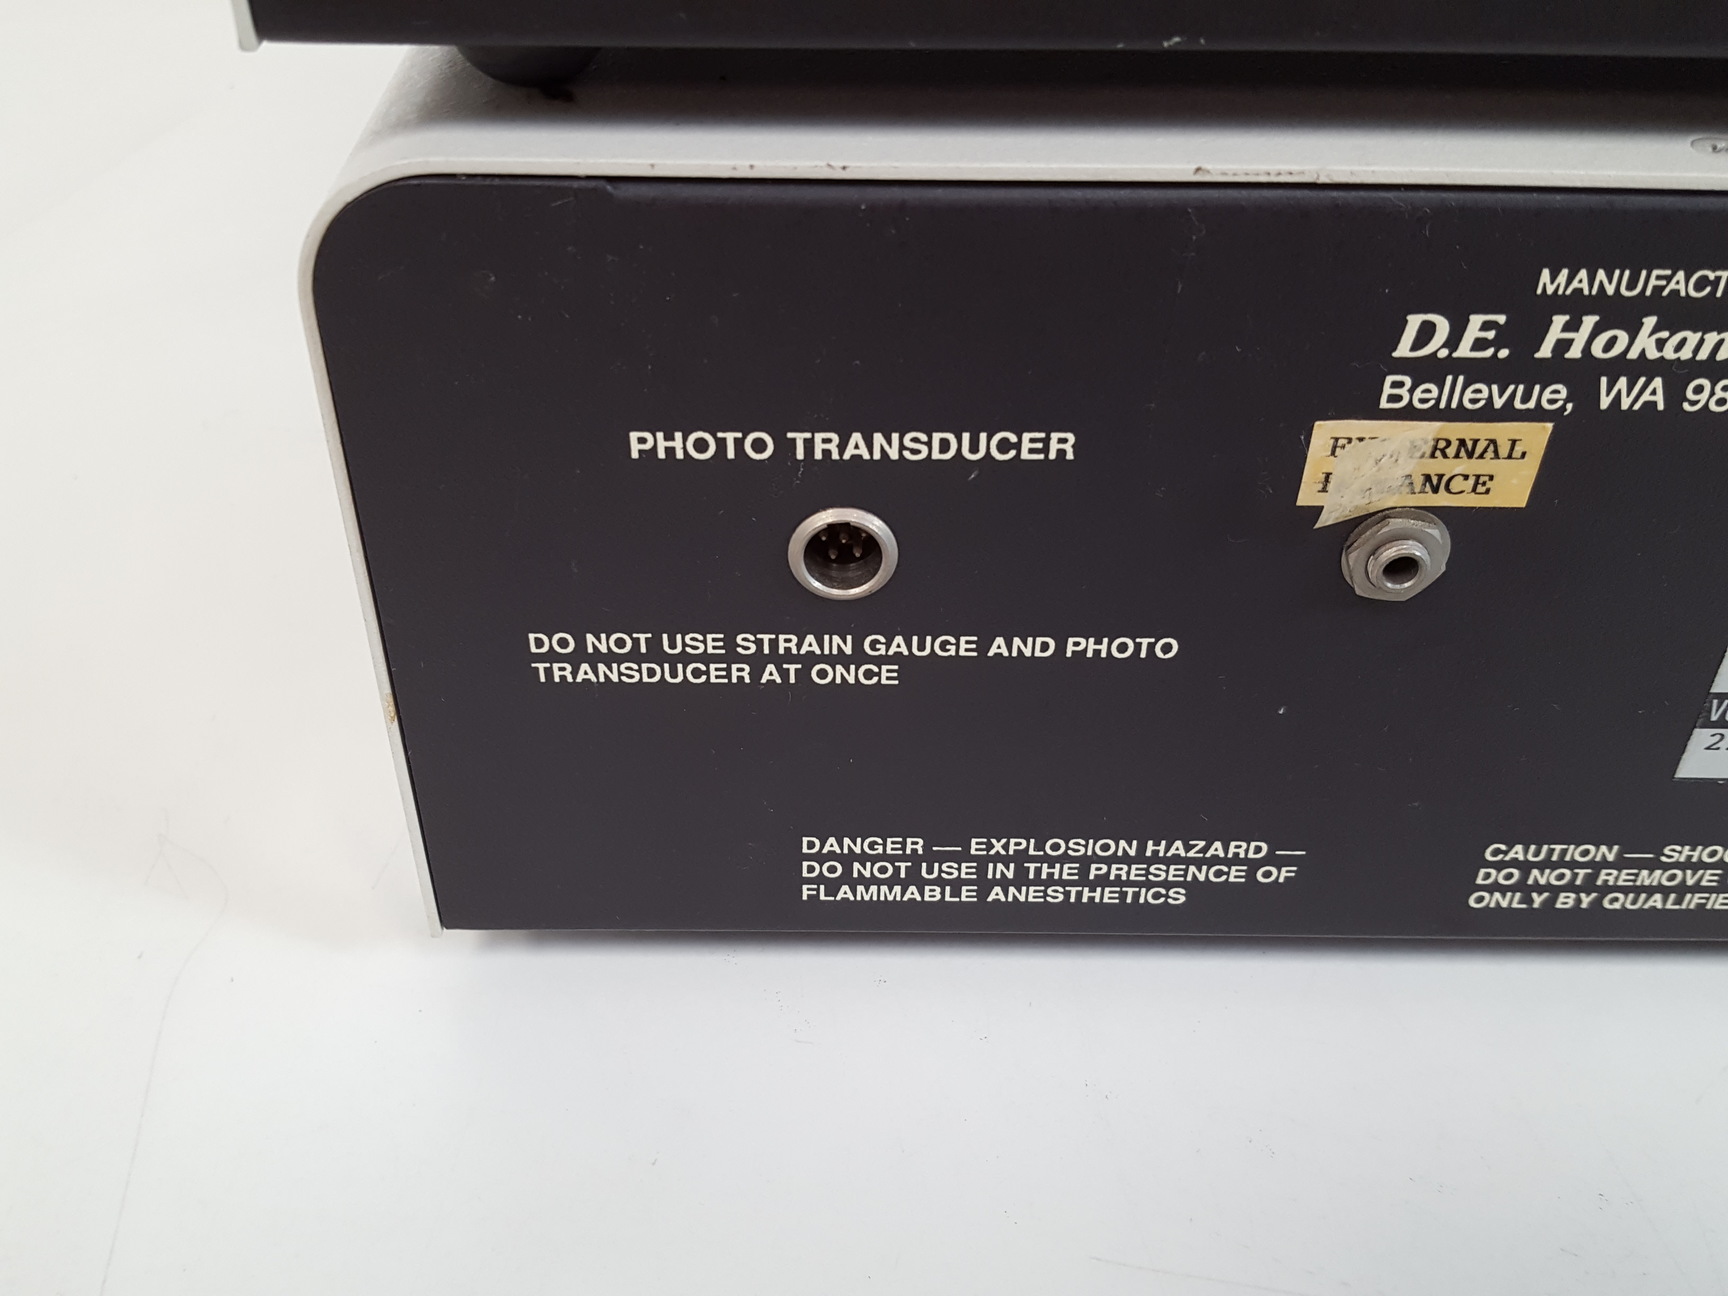 MANUFACT
D.E. Hokan
Bellevue, WA 98
PHOTO TRANSDUCER
DO NOT USE STRAIN GAUGE AND PHOTO
TRANSDUCER AT ONCE
DANGER — EXPLOSION HAZARD —
DO NOT USE IN THE PRESENCE OF
FLAMMABLE ANESTHETICS
CAUTION — SHO
DO NOT REMOVE
ONLY BY QUALIFIE